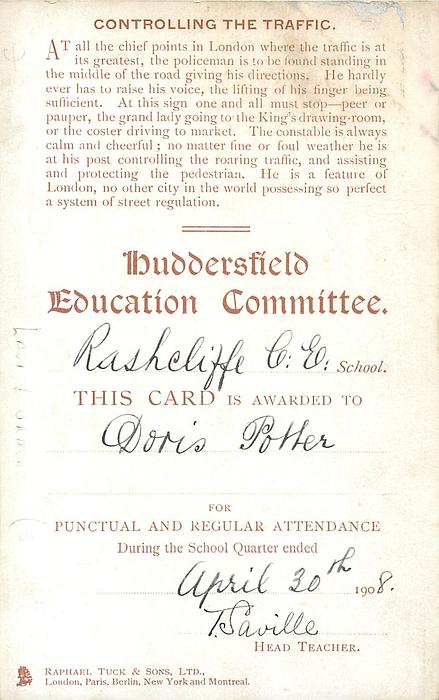 CONTROLLING THE TRAFFIC.
AT all the chief points in London where the traffic is at
its greatest, the policeman is to be found standing in
the middle of the road giving his directions. He hardly
ever has to raise his voice, the lifting of his finger being
sufficient. At this sign one and all must stop—peer or
pauper, the grand lady going to the King's drawing-room,
or the coster driving to market. The constable is always
calm and cheerful; no matter fine or foul weather he is
at his post controlling the roaring traffic, and assisting
and protecting the pedestrian. He is a feature of
London, no other city in the world possessing so perfect
a system of street regulation.
Huddersfield
Education Committee.
Rashcliffe C. E. School.
THIS CARD IS AWARDED TO
Doris Potter
FOR
PUNCTUAL AND REGULAR ATTENDANCE
During the School Quarter ended
April 30th 1908.
T. Saville
HEAD TEACHER.
RAPHAEL TUCK & SONS, LTD.,
London, Paris, Berlin, New York and Montreal.